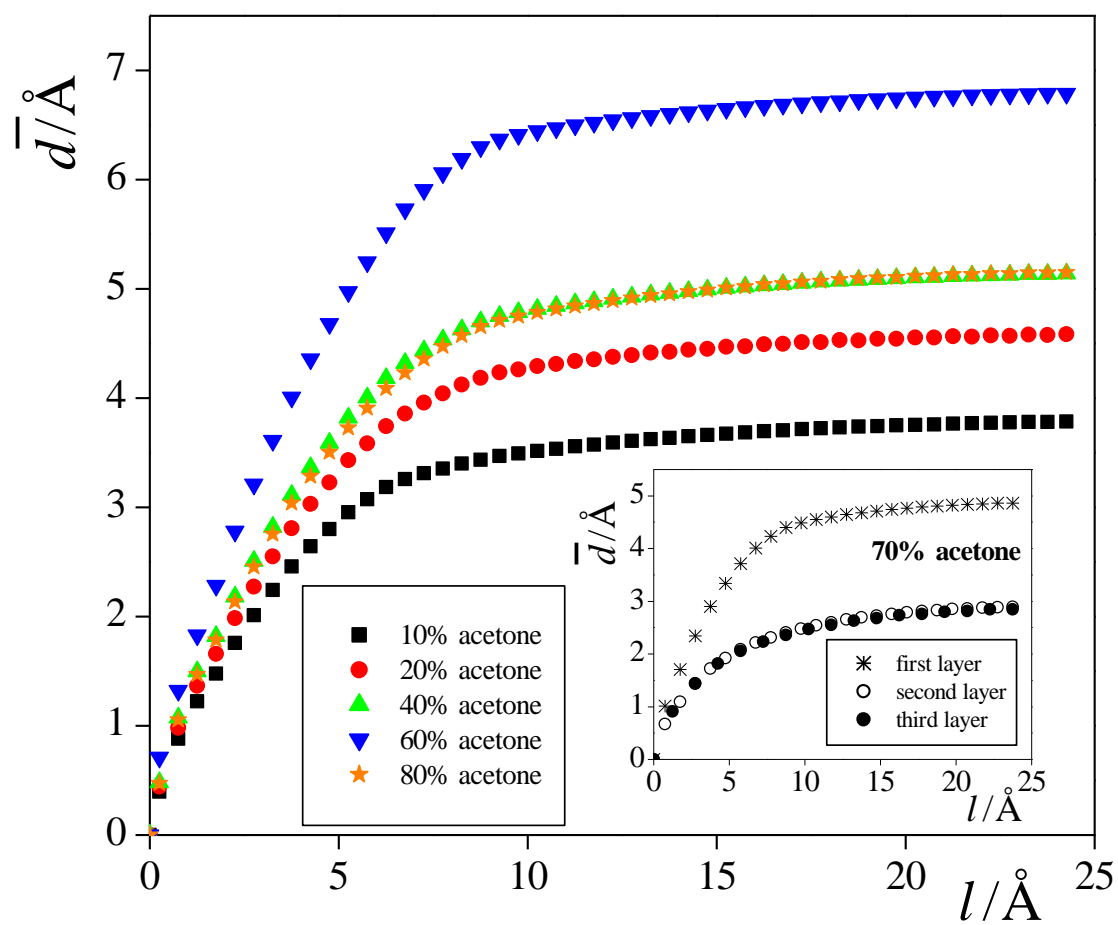 d̅/Å
7
6
5
4
3
2
1
0
0 5 10 15 20 25
l/Å
10% acetone
20% acetone
40% acetone
60% acetone
80% acetone
d̅/Å
5
4
3
2
1
0
0 5 10 15 20 25
l/Å
70% acetone
first layer
second layer
third layer